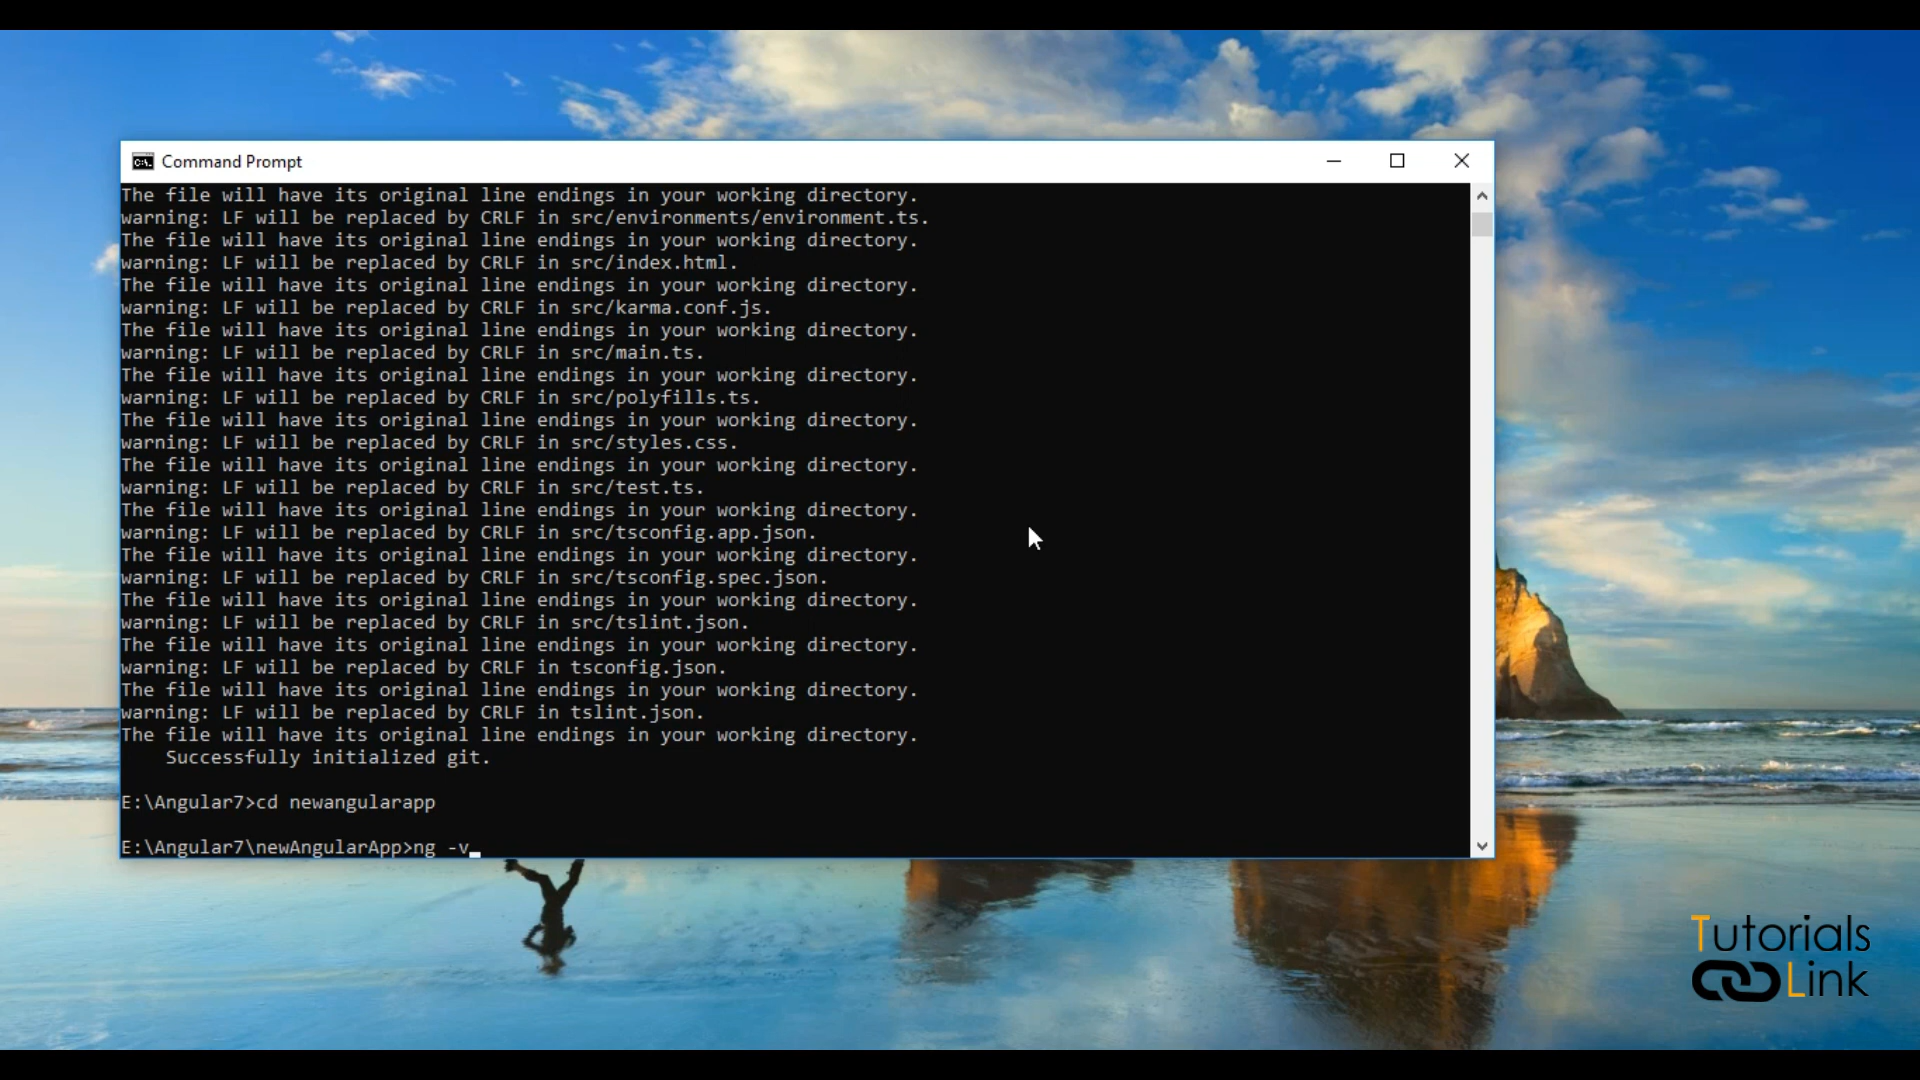 Command Prompt
The file will have its original line endings in your working directory.
warning: LF will be replaced by CRLF in src/environments/environment.ts.
The file will have its original line endings in your working directory.
warning: LF will be replaced by CRLF in src/index.html.
The file will have its original line endings in your working directory.
warning: LF will be replaced by CRLF in src/karma.conf.js.
The file will have its original line endings in your working directory.
warning: LF will be replaced by CRLF in src/main.ts.
The file will have its original line endings in your working directory.
warning: LF will be replaced by CRLF in src/polyfills.ts.
The file will have its original line endings in your working directory.
warning: LF will be replaced by CRLF in src/styles.css.
The file will have its original line endings in your working directory.
warning: LF will be replaced by CRLF in src/test.ts.
The file will have its original line endings in your working directory.
warning: LF will be replaced by CRLF in src/tsconfig.app.json.
The file will have its original line endings in your working directory.
warning: LF will be replaced by CRLF in src/tsconfig.spec.json.
The file will have its original line endings in your working directory.
warning: LF will be replaced by CRLF in src/tslint.json.
The file will have its original line endings in your working directory.
warning: LF will be replaced by CRLF in tsconfig.json.
The file will have its original line endings in your working directory.
warning: LF will be replaced by CRLF in tslint.json.
The file will have its original line endings in your working directory.
    Successfully initialized git.
E:\Angular7>cd newangularapp
E:\Angular7\newAngularApp>ng -v
Tutorials
Link